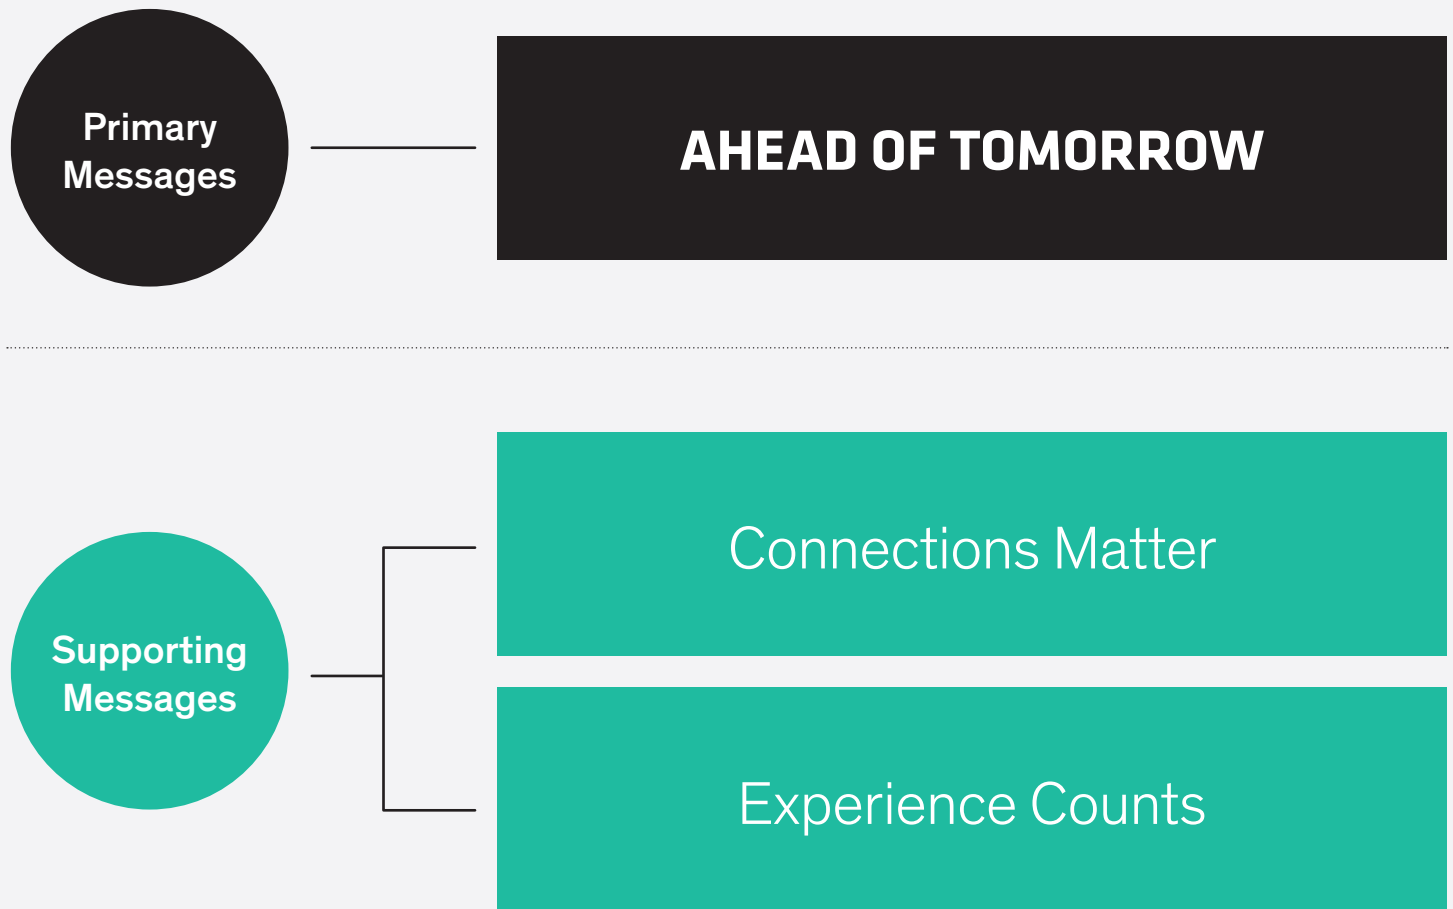 Primary
Messages
AHEAD OF TOMORROW
Supporting
Messages
Connections Matter
Experience Counts